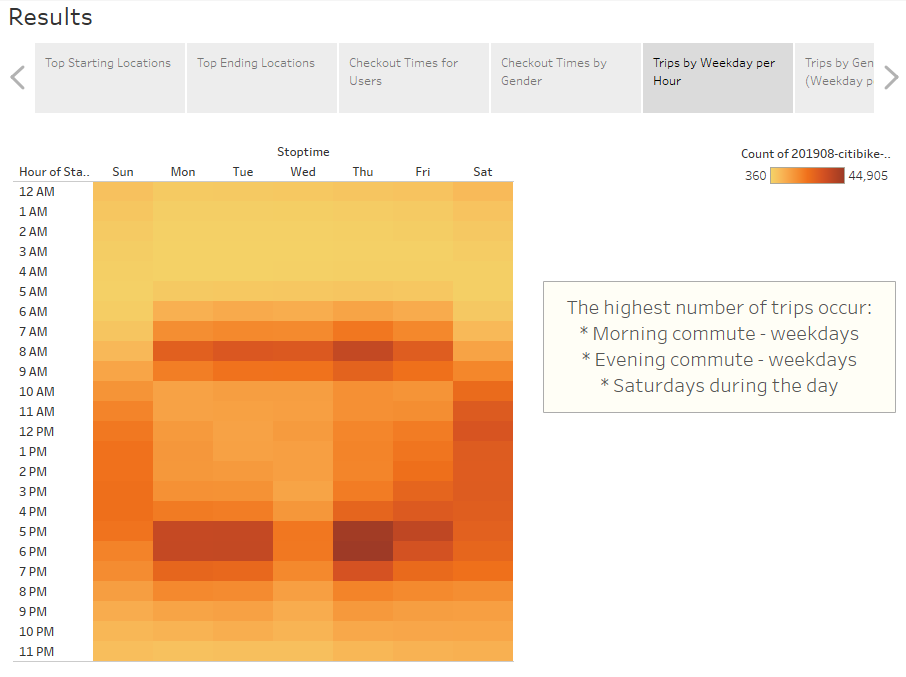 Results
Top Starting Locations
Top Ending Locations
Checkout Times for
Users
Checkout Times by
Gender
Trips by Weekday per
Hour
Trips by Gen
(Weekday p
Stoptime
Hour of Sta.. Sun Mon Tue Wed Thu Fri Sat
Count of 201908-citibike-..
360 44,905
12 AM
1 AM
2 AM
3 AM
4 AM
5 AM
6 AM
7 AM
8 AM
9 AM
10 AM
11 AM
12 PM
1 PM
2 PM
3 PM
4 PM
5 PM
6 PM
7 PM
8 PM
9 PM
10 PM
11 PM
The highest number of trips occur:
* Morning commute - weekdays
* Evening commute - weekdays
* Saturdays during the day